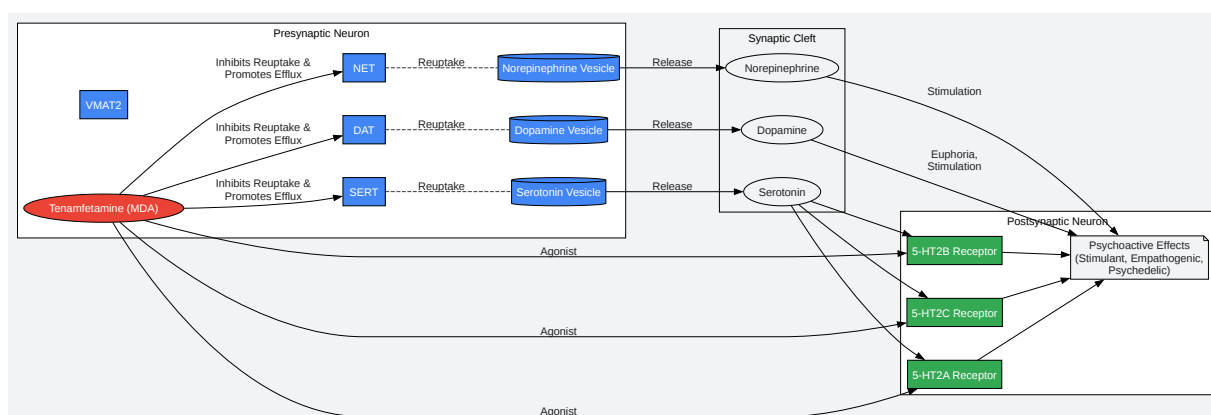 Presynaptic Neuron
Synaptic Cleft
Inhibits Reuptake &
Promotes Efflux
NET
Reuptake
Norepinephrine Vesicle
Release
Norepinephrine
Stimulation
VMAT2
Inhibits Reuptake &
Promotes Efflux
DAT
Reuptake
Dopamine Vesicle
Release
Dopamine
Euphoria,
Stimulation
Inhibits Reuptake &
Promotes Efflux
SERT
Reuptake
Serotonin Vesicle
Release
Serotonin
Tenamfetamine (MDA)
Postsynaptic Neuron
Agonist
5-HT2B Receptor
Psychoactive Effects
(Stimulant, Empathogenic,
Psychedelic)
Agonist
5-HT2C Receptor
Agonist
5-HT2A Receptor